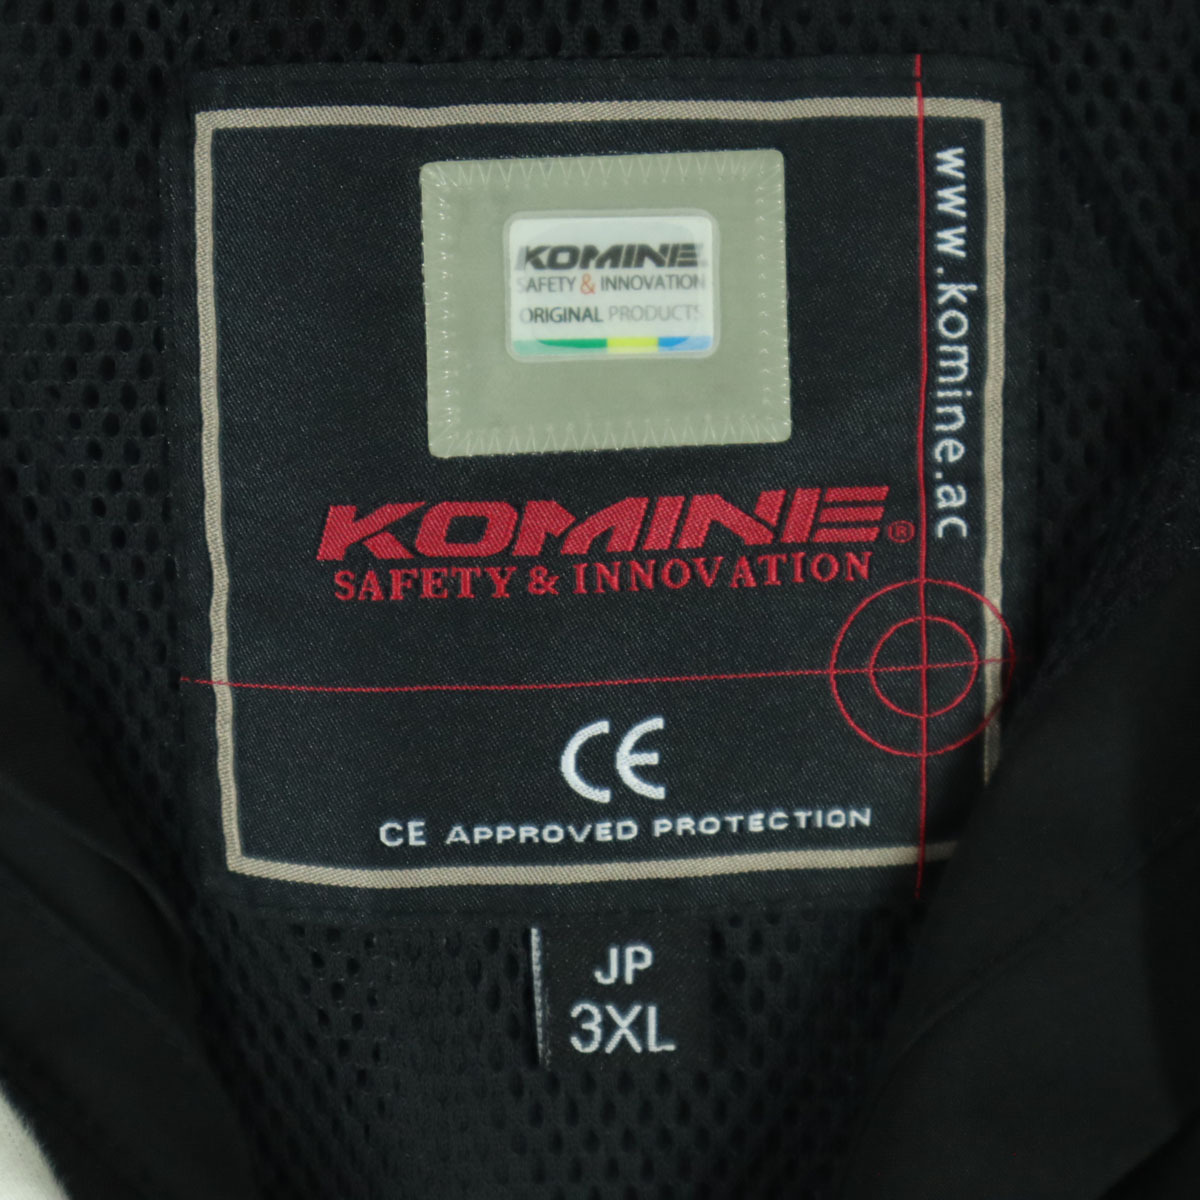 KOMINE
SAFETY & INNOVATION
ORIGINAL PRODUCTS
www.komine.ac
KOMINE®
SAFETY & INNOVATION
CE
CE APPROVED PROTECTION
JP
3XL